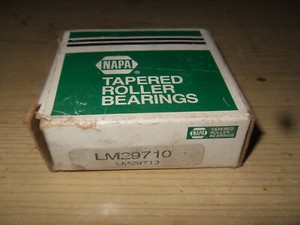 NAPA
TAPERED
ROLLER
BEARINGS
NAPA
TAPERED
ROLLER
BEARINGS
LM29710
LM29710